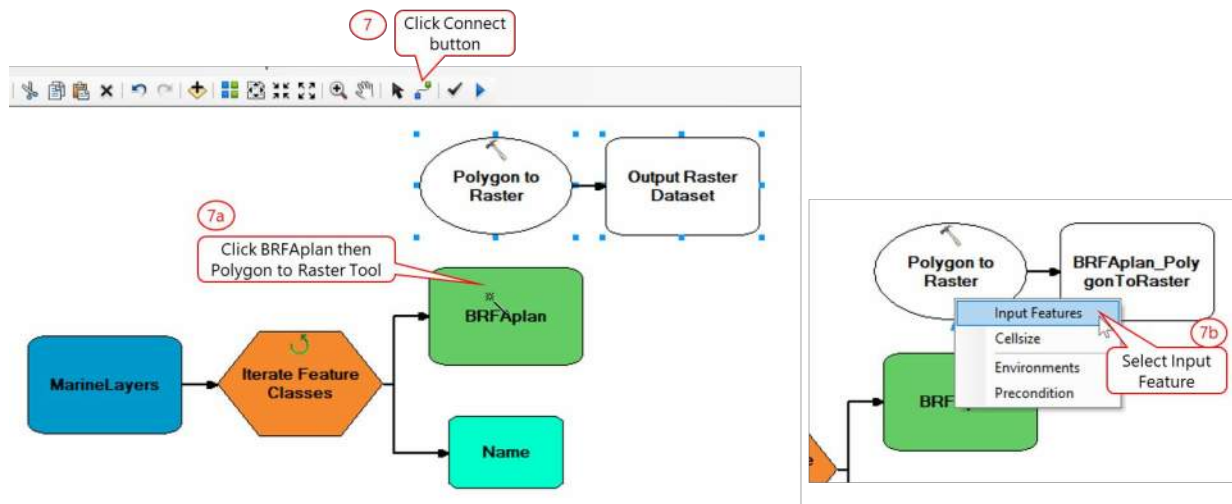 7
Click Connect
button
Polygon to
Raster
Output Raster
Dataset
7a
Click BRFAplan then
Polygon to Raster Tool
BRFAplan
MarineLayers
Iterate Feature
Classes
Name
Polygon to
Raster
BRFAplan_Poly
gonToRaster
Input Features
Cellsize
Environments
Precondition
7b
Select Input
Feature
BRF